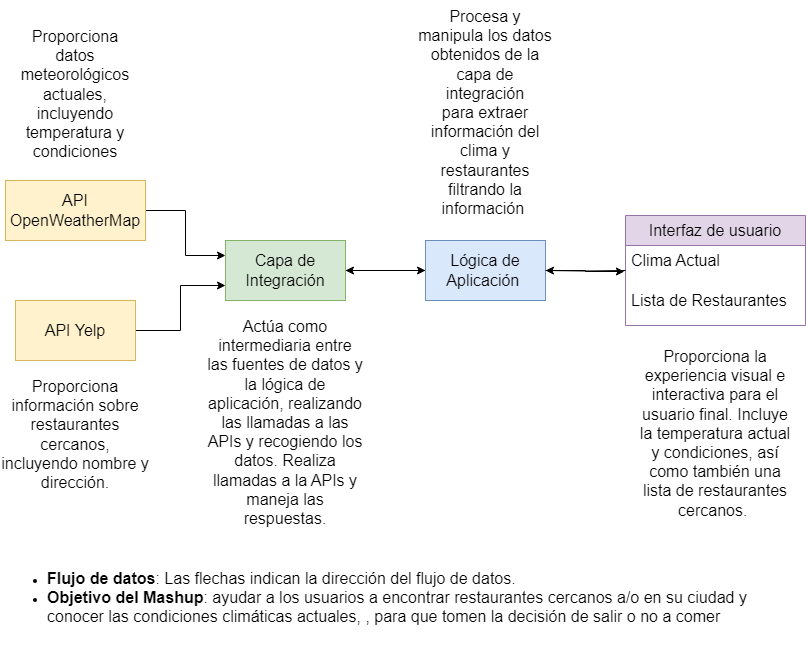 Proporciona
datos
meteorológicos
actuales,
incluyendo
temperatura y
condiciones
API
OpenWeatherMap
API Yelp
Proporciona
información sobre
restaurantes
cercanos,
incluyendo nombre y
dirección.
Capa de
Integración
Actúa como
intermediaria entre
las fuentes de datos y
la lógica de
aplicación, realizando
las llamadas a las
APIs y recogiendo los
datos. Realiza
llamadas a la APIs y
maneja las
respuestas.
Procesa y
manipula los datos
obtenidos de la
capa de
integración
para extraer
información del
clima y
restaurantes
filtrando la
información
Lógica de
Aplicación
Interfaz de usuario
Clima Actual
Lista de Restaurantes
Proporciona la
experiencia visual e
interactiva para el
usuario final. Incluye
la temperatura actual
y condiciones, así
como también una
lista de restaurantes
cercanos.
• Flujo de datos: Las flechas indican la dirección del flujo de datos.
• Objetivo del Mashup: ayudar a los usuarios a encontrar restaurantes cercanos a/o en su ciudad y
conocer las condiciones climáticas actuales, , para que tomen la decisión de salir o no a comer